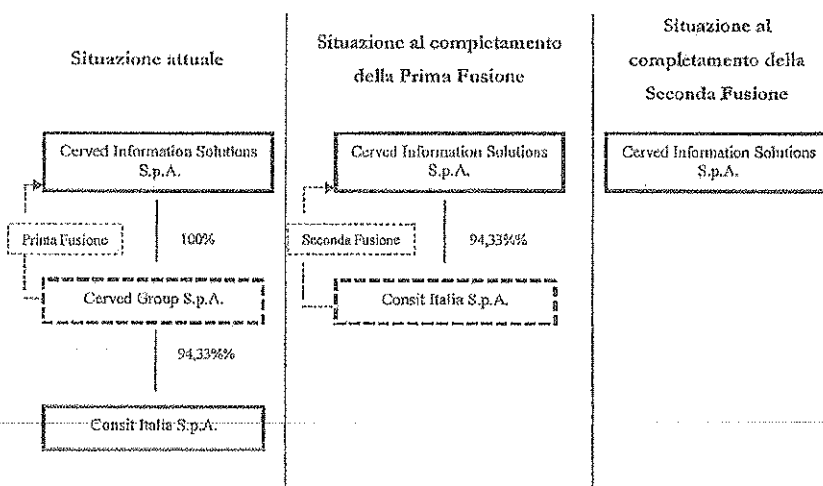 Situazione attuale
Cerved Information Solutions
S.p.A.
Prima Fusione
100%
Cerved Group S.p.A.
94,33%%
Consit Italia S.p.A.
Situazione al completamento
della Prima Fusione
Cerved Information Solutions
S.p.A.
Seconda Fusione
94,33%%
Consit Italia S.p.A.
Situazione al
completamento della
Seconda Fusione
Cerved Information Solutions
S.p.A.